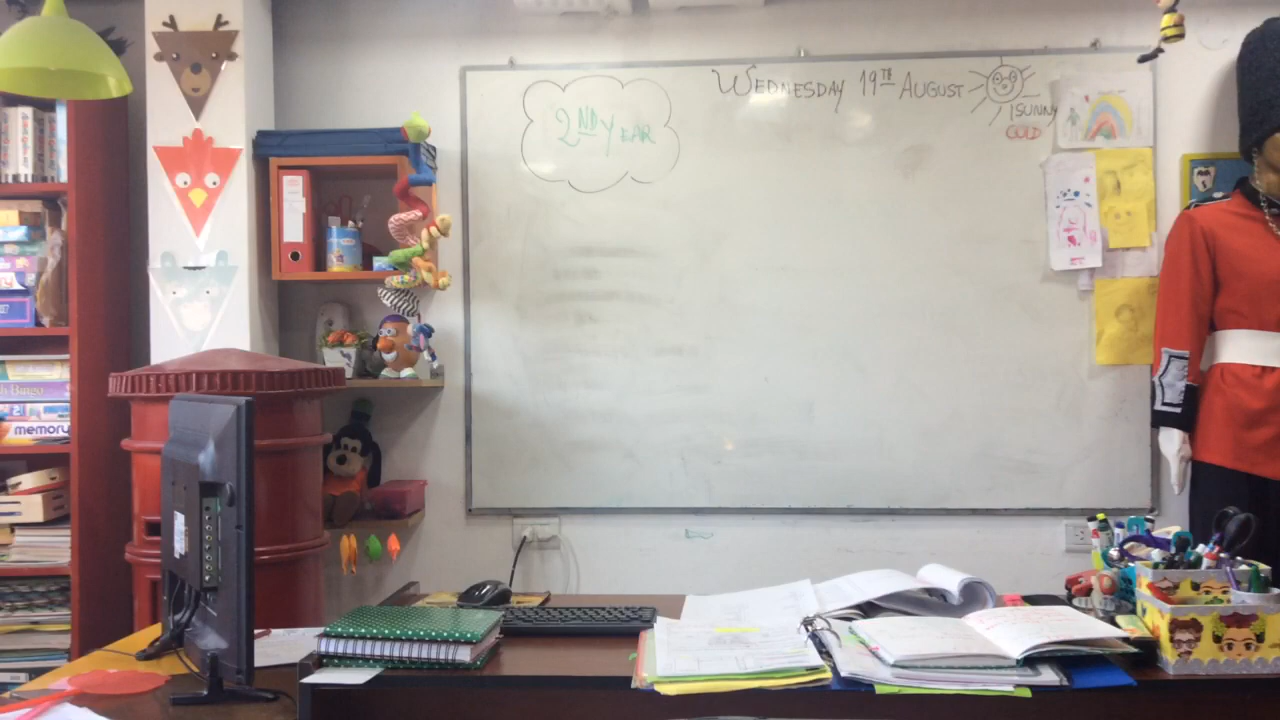 WEDNESDAY 19TH AUGUST
SUNNY
COLD
2ND YEAR
h Bingo
memory